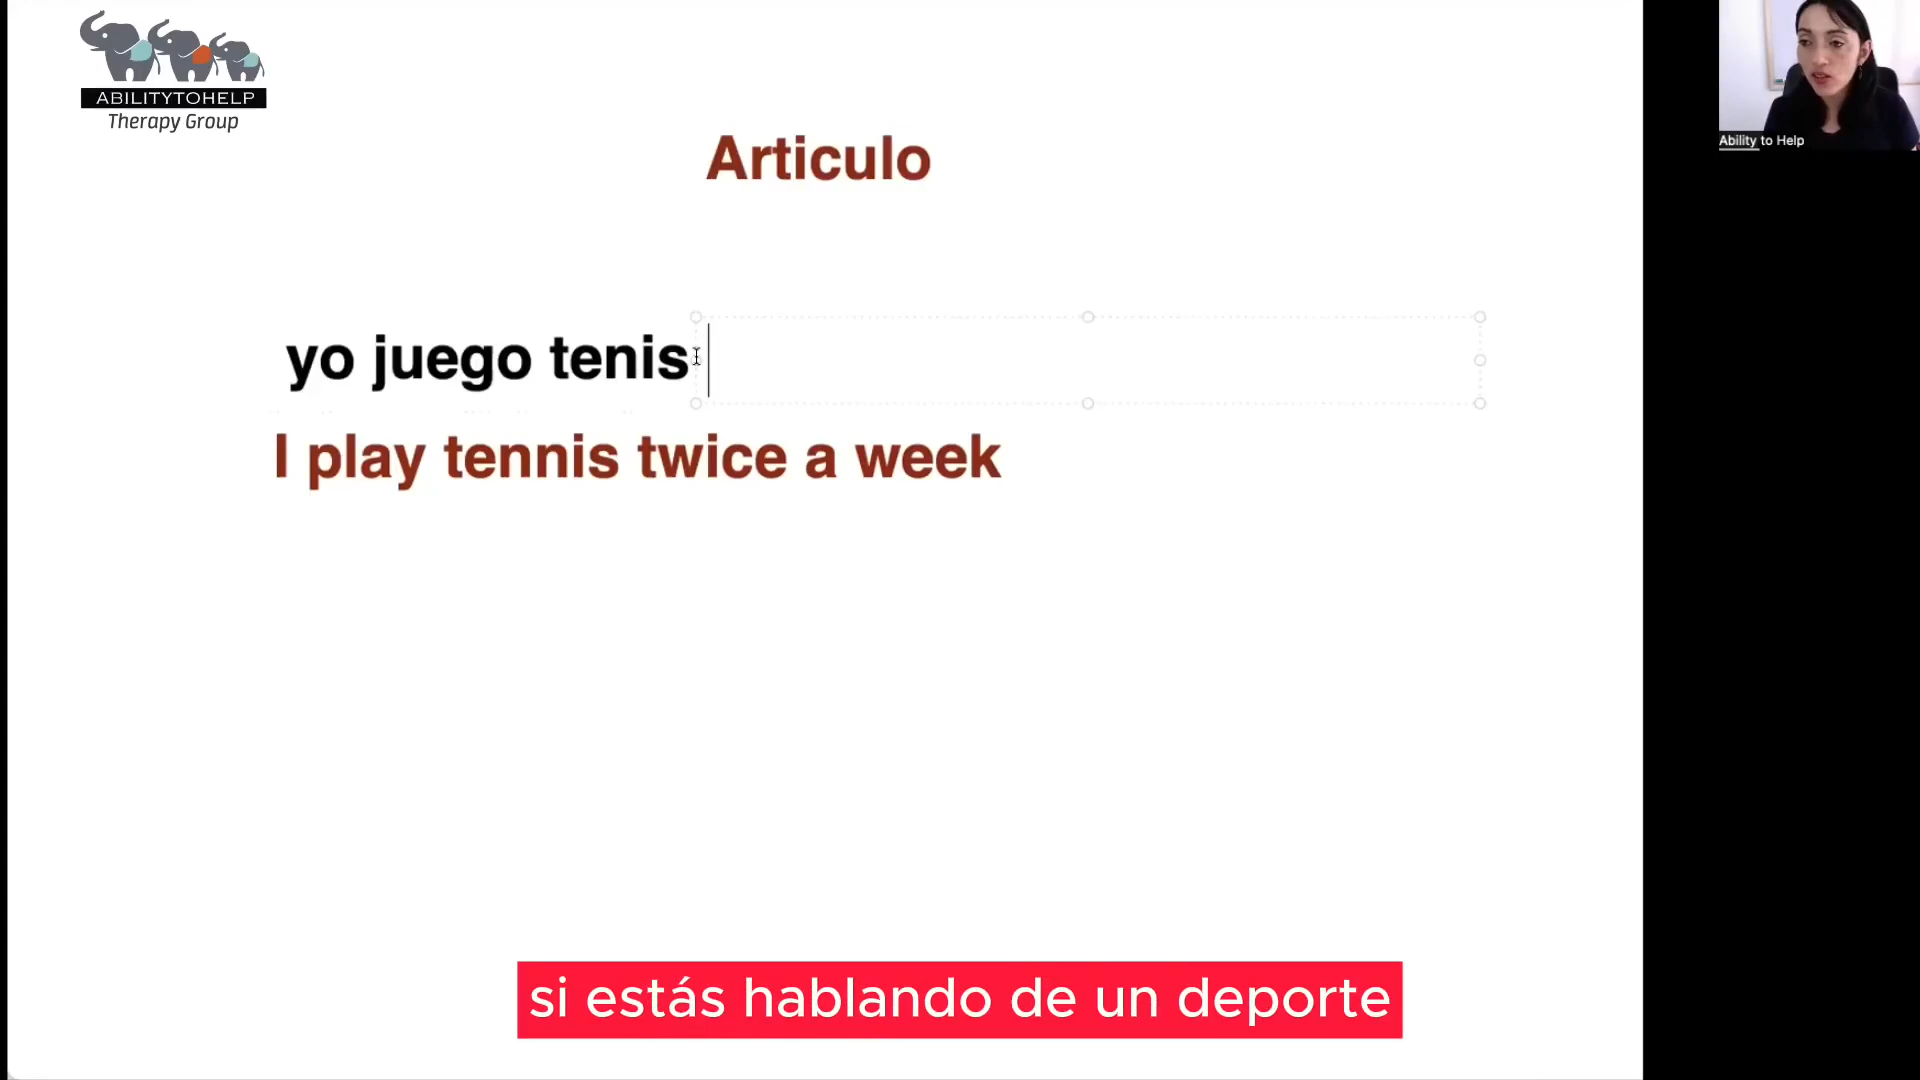 ABILITYTOHELP
Therapy Group
Ability to Help
Articulo
yo juego tenis
I play tennis twice a week
si estás hablando de un deporte